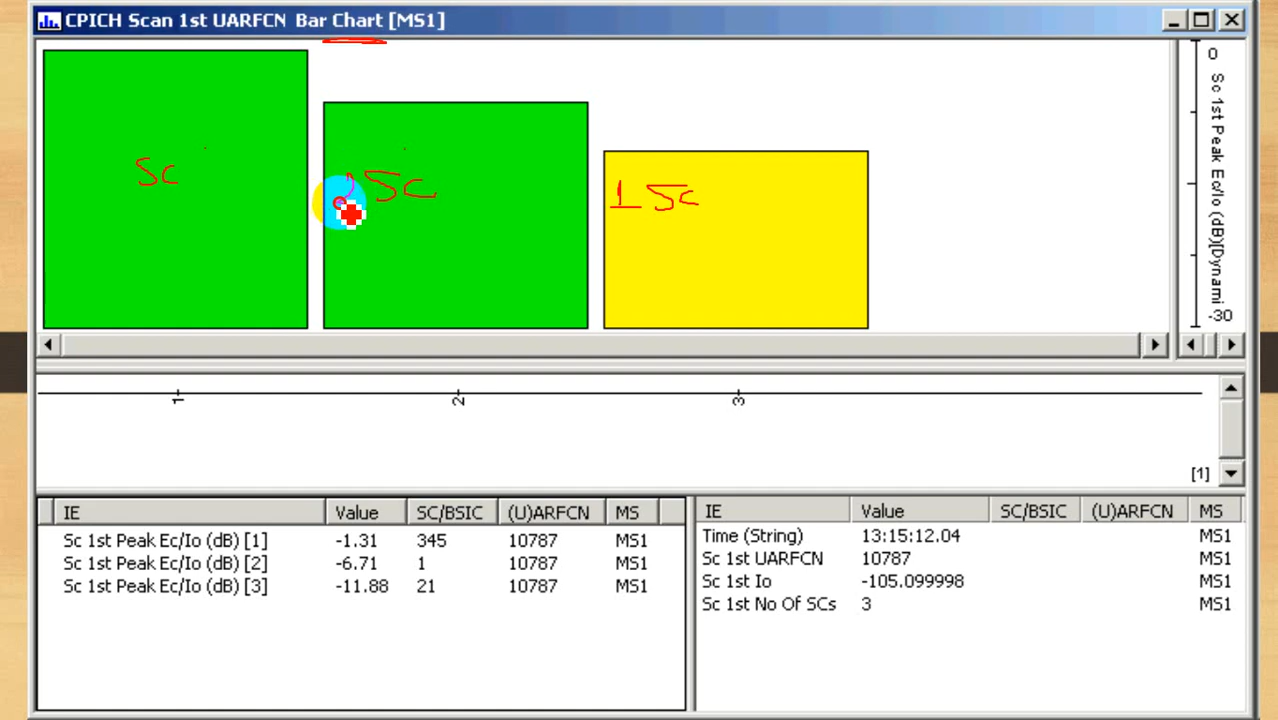 CPICH Scan 1st UARFCN Bar Chart [MS1]
0
Sc 1st Peak Ec/Io (dB)[Dynami
-30
Sc
Sc
1 Sc
1
2
3
[1]
IE Value SC/BSIC (U)ARFCN MS
Sc 1st Peak Ec/Io (dB) [1] -1.31 345 10787 MS1
Sc 1st Peak Ec/Io (dB) [2] -6.71 1 10787 MS1
Sc 1st Peak Ec/Io (dB) [3] -11.88 21 10787 MS1
IE Value SC/BSIC (U)ARFCN MS
Time (String) 13:15:12.04 MS1
Sc 1st UARFCN 10787 MS1
Sc 1st Io -105.099998 MS1
Sc 1st No Of SCs 3 MS1